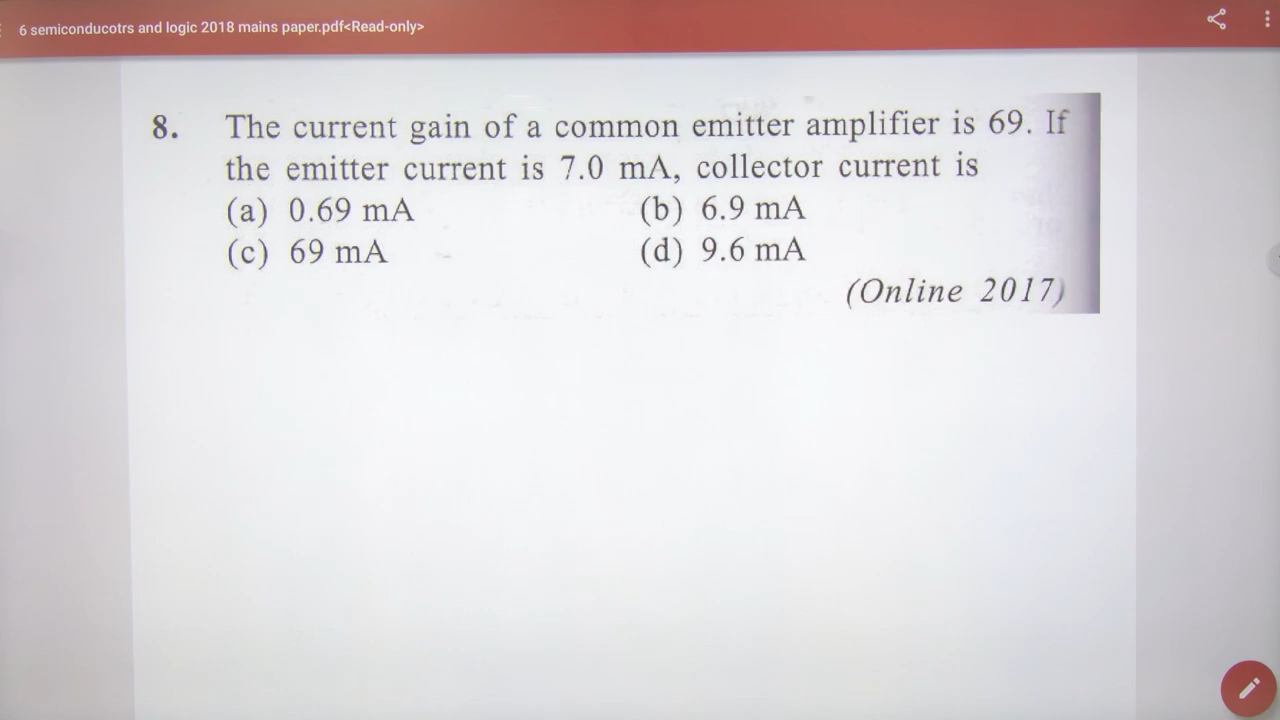 6 semiconducotrs and logic 2018 mains paper.pdf<Read-only>
8. The current gain of a common emitter amplifier is 69. If
the emitter current is 7.0 mA, collector current is
(a) 0.69 mA (b) 6.9 mA
(c) 69 mA (d) 9.6 mA
(Online 2017)